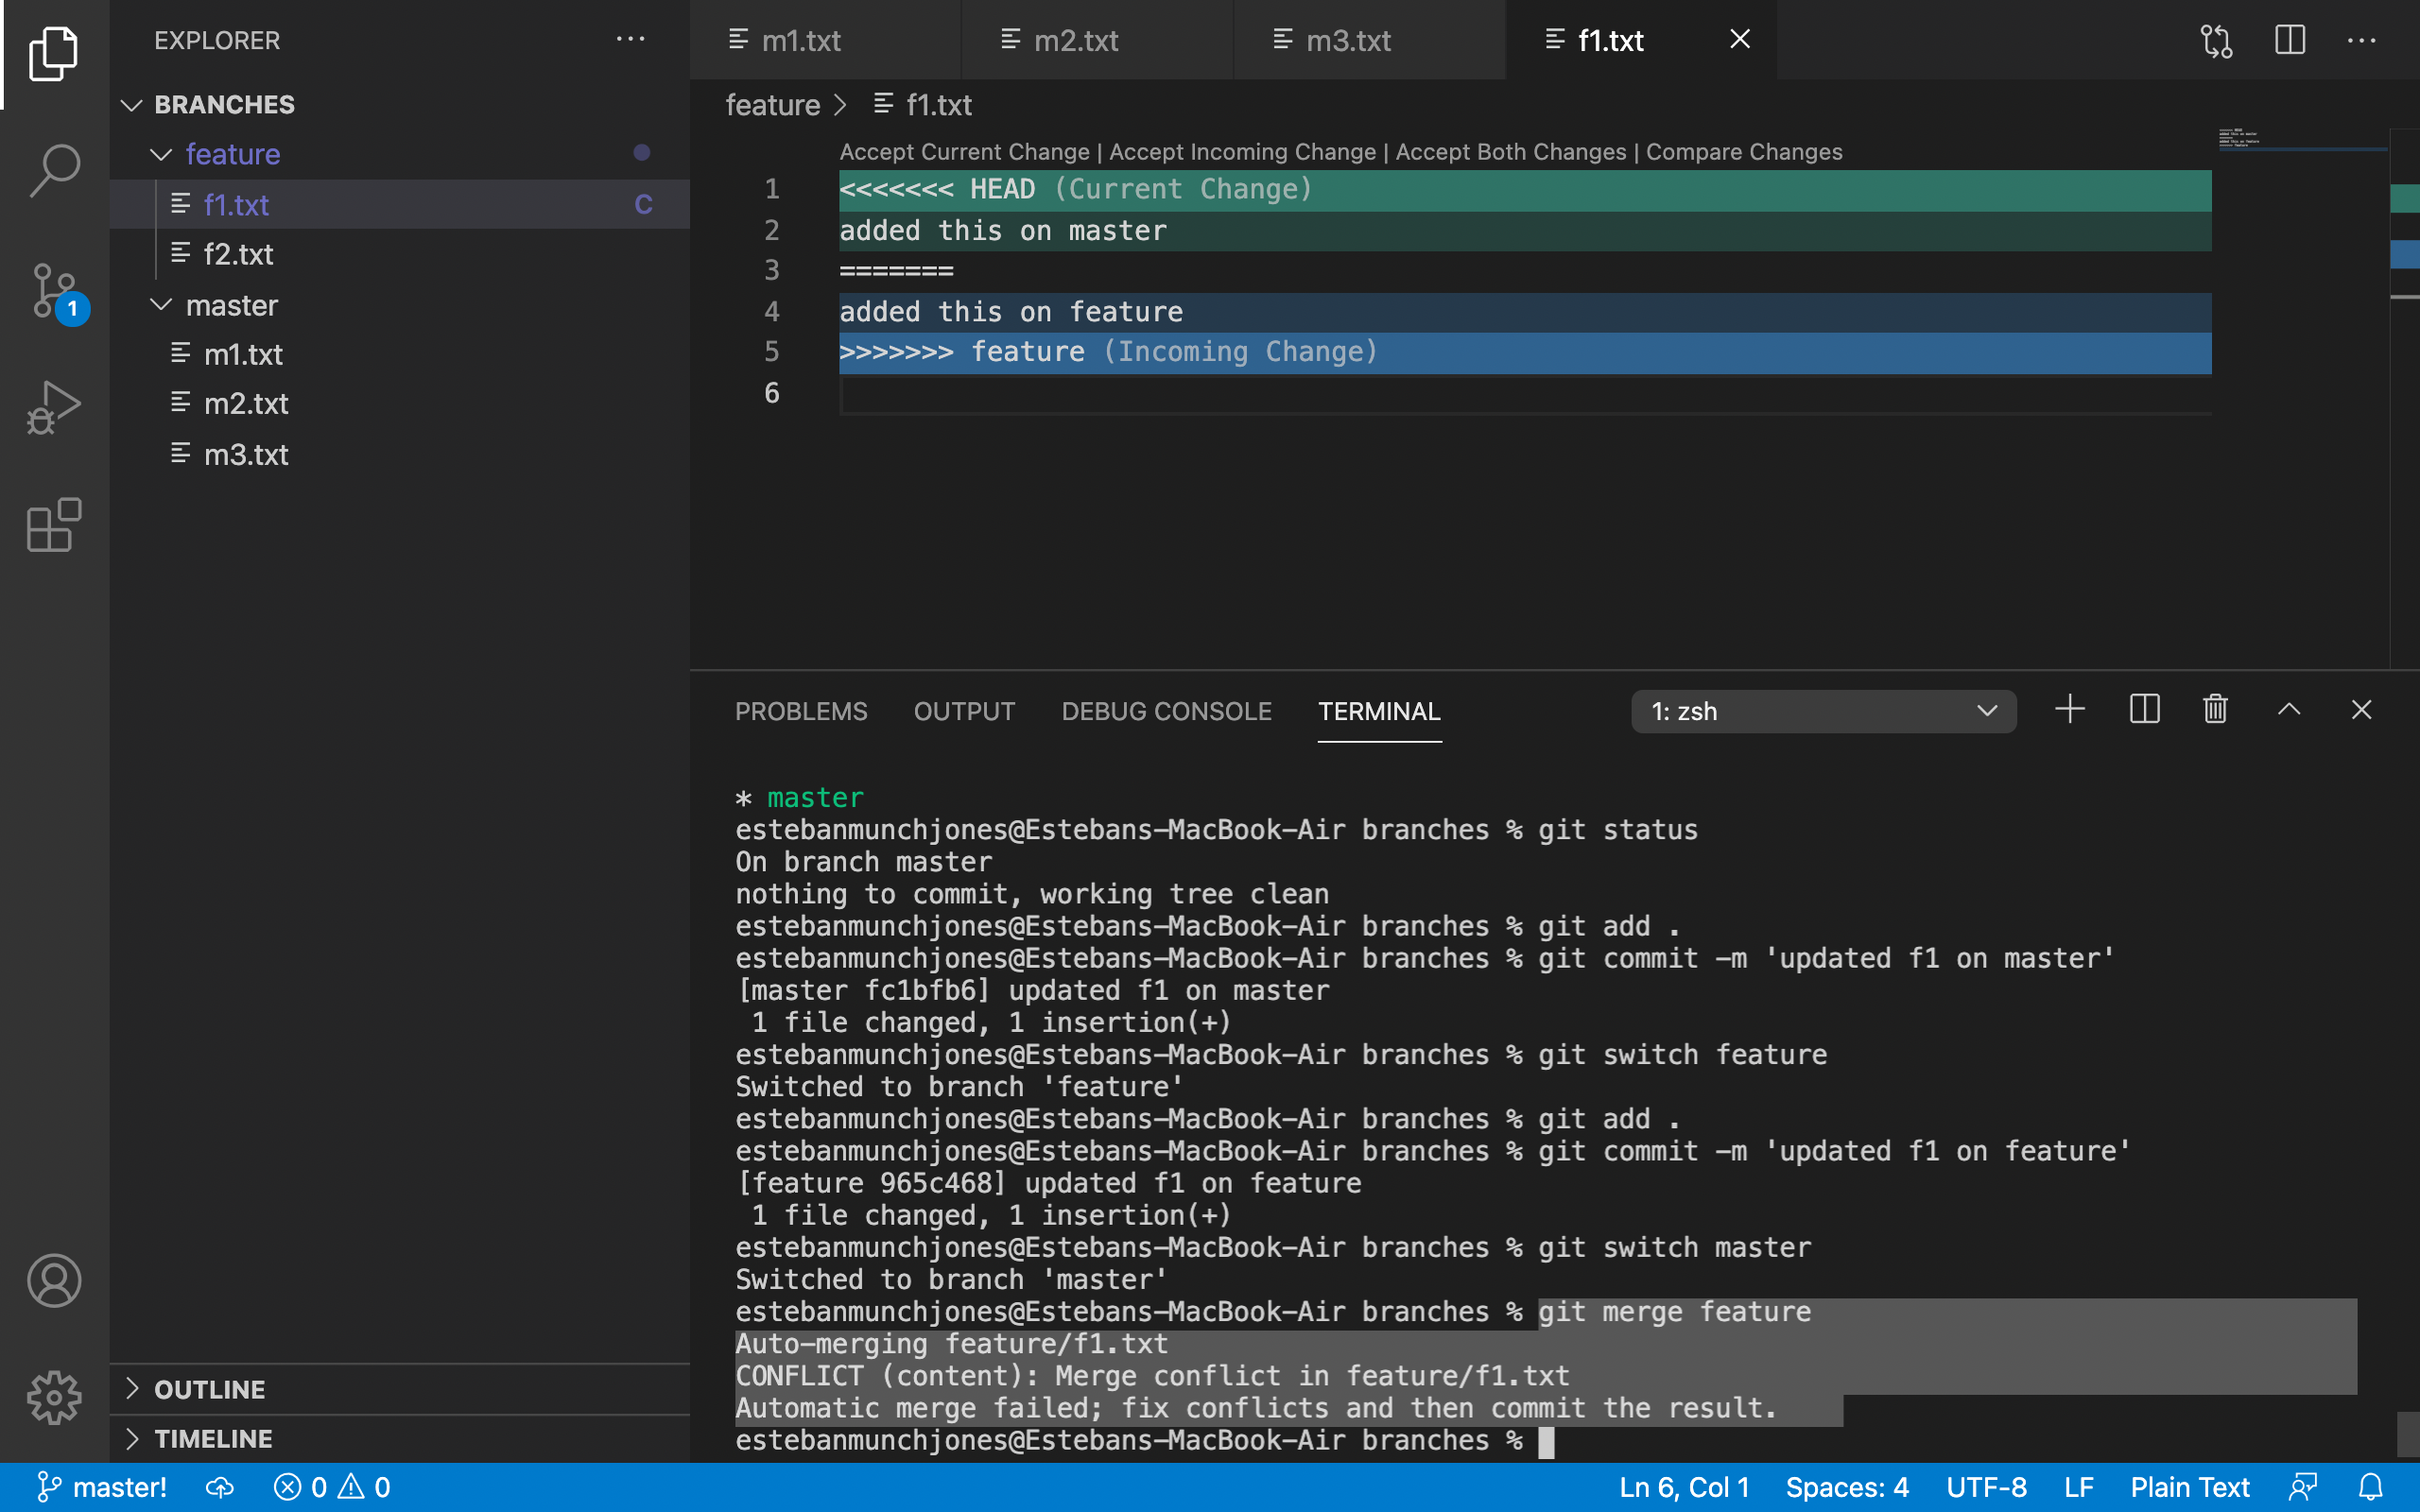 EXPLORER
BRANCHES
feature
f1.txt C
f2.txt
master
m1.txt
m2.txt
m3.txt
1
OUTLINE
TIMELINE
m1.txt m2.txt m3.txt f1.txt
feature > f1.txt
Accept Current Change | Accept Incoming Change | Accept Both Changes | Compare Changes
1 <<<<<<< HEAD (Current Change)
2 added this on master
3 =======
4 added this on feature
5 >>>>>>> feature (Incoming Change)
6
PROBLEMS OUTPUT DEBUG CONSOLE TERMINAL 1: zsh
* master
estebanmunchjones@Estebans-MacBook-Air branches % git status
On branch master
nothing to commit, working tree clean
estebanmunchjones@Estebans-MacBook-Air branches % git add .
estebanmunchjones@Estebans-MacBook-Air branches % git commit -m 'updated f1 on master'
[master fc1bfb6] updated f1 on master
 1 file changed, 1 insertion(+)
estebanmunchjones@Estebans-MacBook-Air branches % git switch feature
Switched to branch 'feature'
estebanmunchjones@Estebans-MacBook-Air branches % git add .
estebanmunchjones@Estebans-MacBook-Air branches % git commit -m 'updated f1 on feature'
[feature 965c468] updated f1 on feature
 1 file changed, 1 insertion(+)
estebanmunchjones@Estebans-MacBook-Air branches % git switch master
Switched to branch 'master'
estebanmunchjones@Estebans-MacBook-Air branches % git merge feature
Auto-merging feature/f1.txt
CONFLICT (content): Merge conflict in feature/f1.txt
Automatic merge failed; fix conflicts and then commit the result.
estebanmunchjones@Estebans-MacBook-Air branches %
master! 0 0 Ln 6, Col 1 Spaces: 4 UTF-8 LF Plain Text